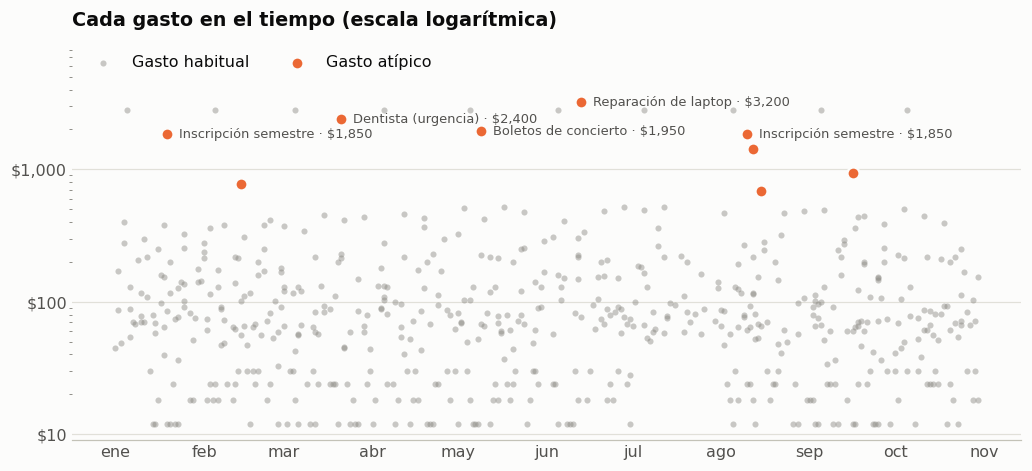 Cada gasto en el tiempo (escala logarítmica)
Gasto habitual
Gasto atípico
Reparación de laptop · $3,200
Dentista (urgencia) · $2,400
Inscripción semestre · $1,850
Boletos de concierto · $1,950
Inscripción semestre · $1,850
$1,000
$100
$10
ene feb mar abr may jun jul ago sep oct nov